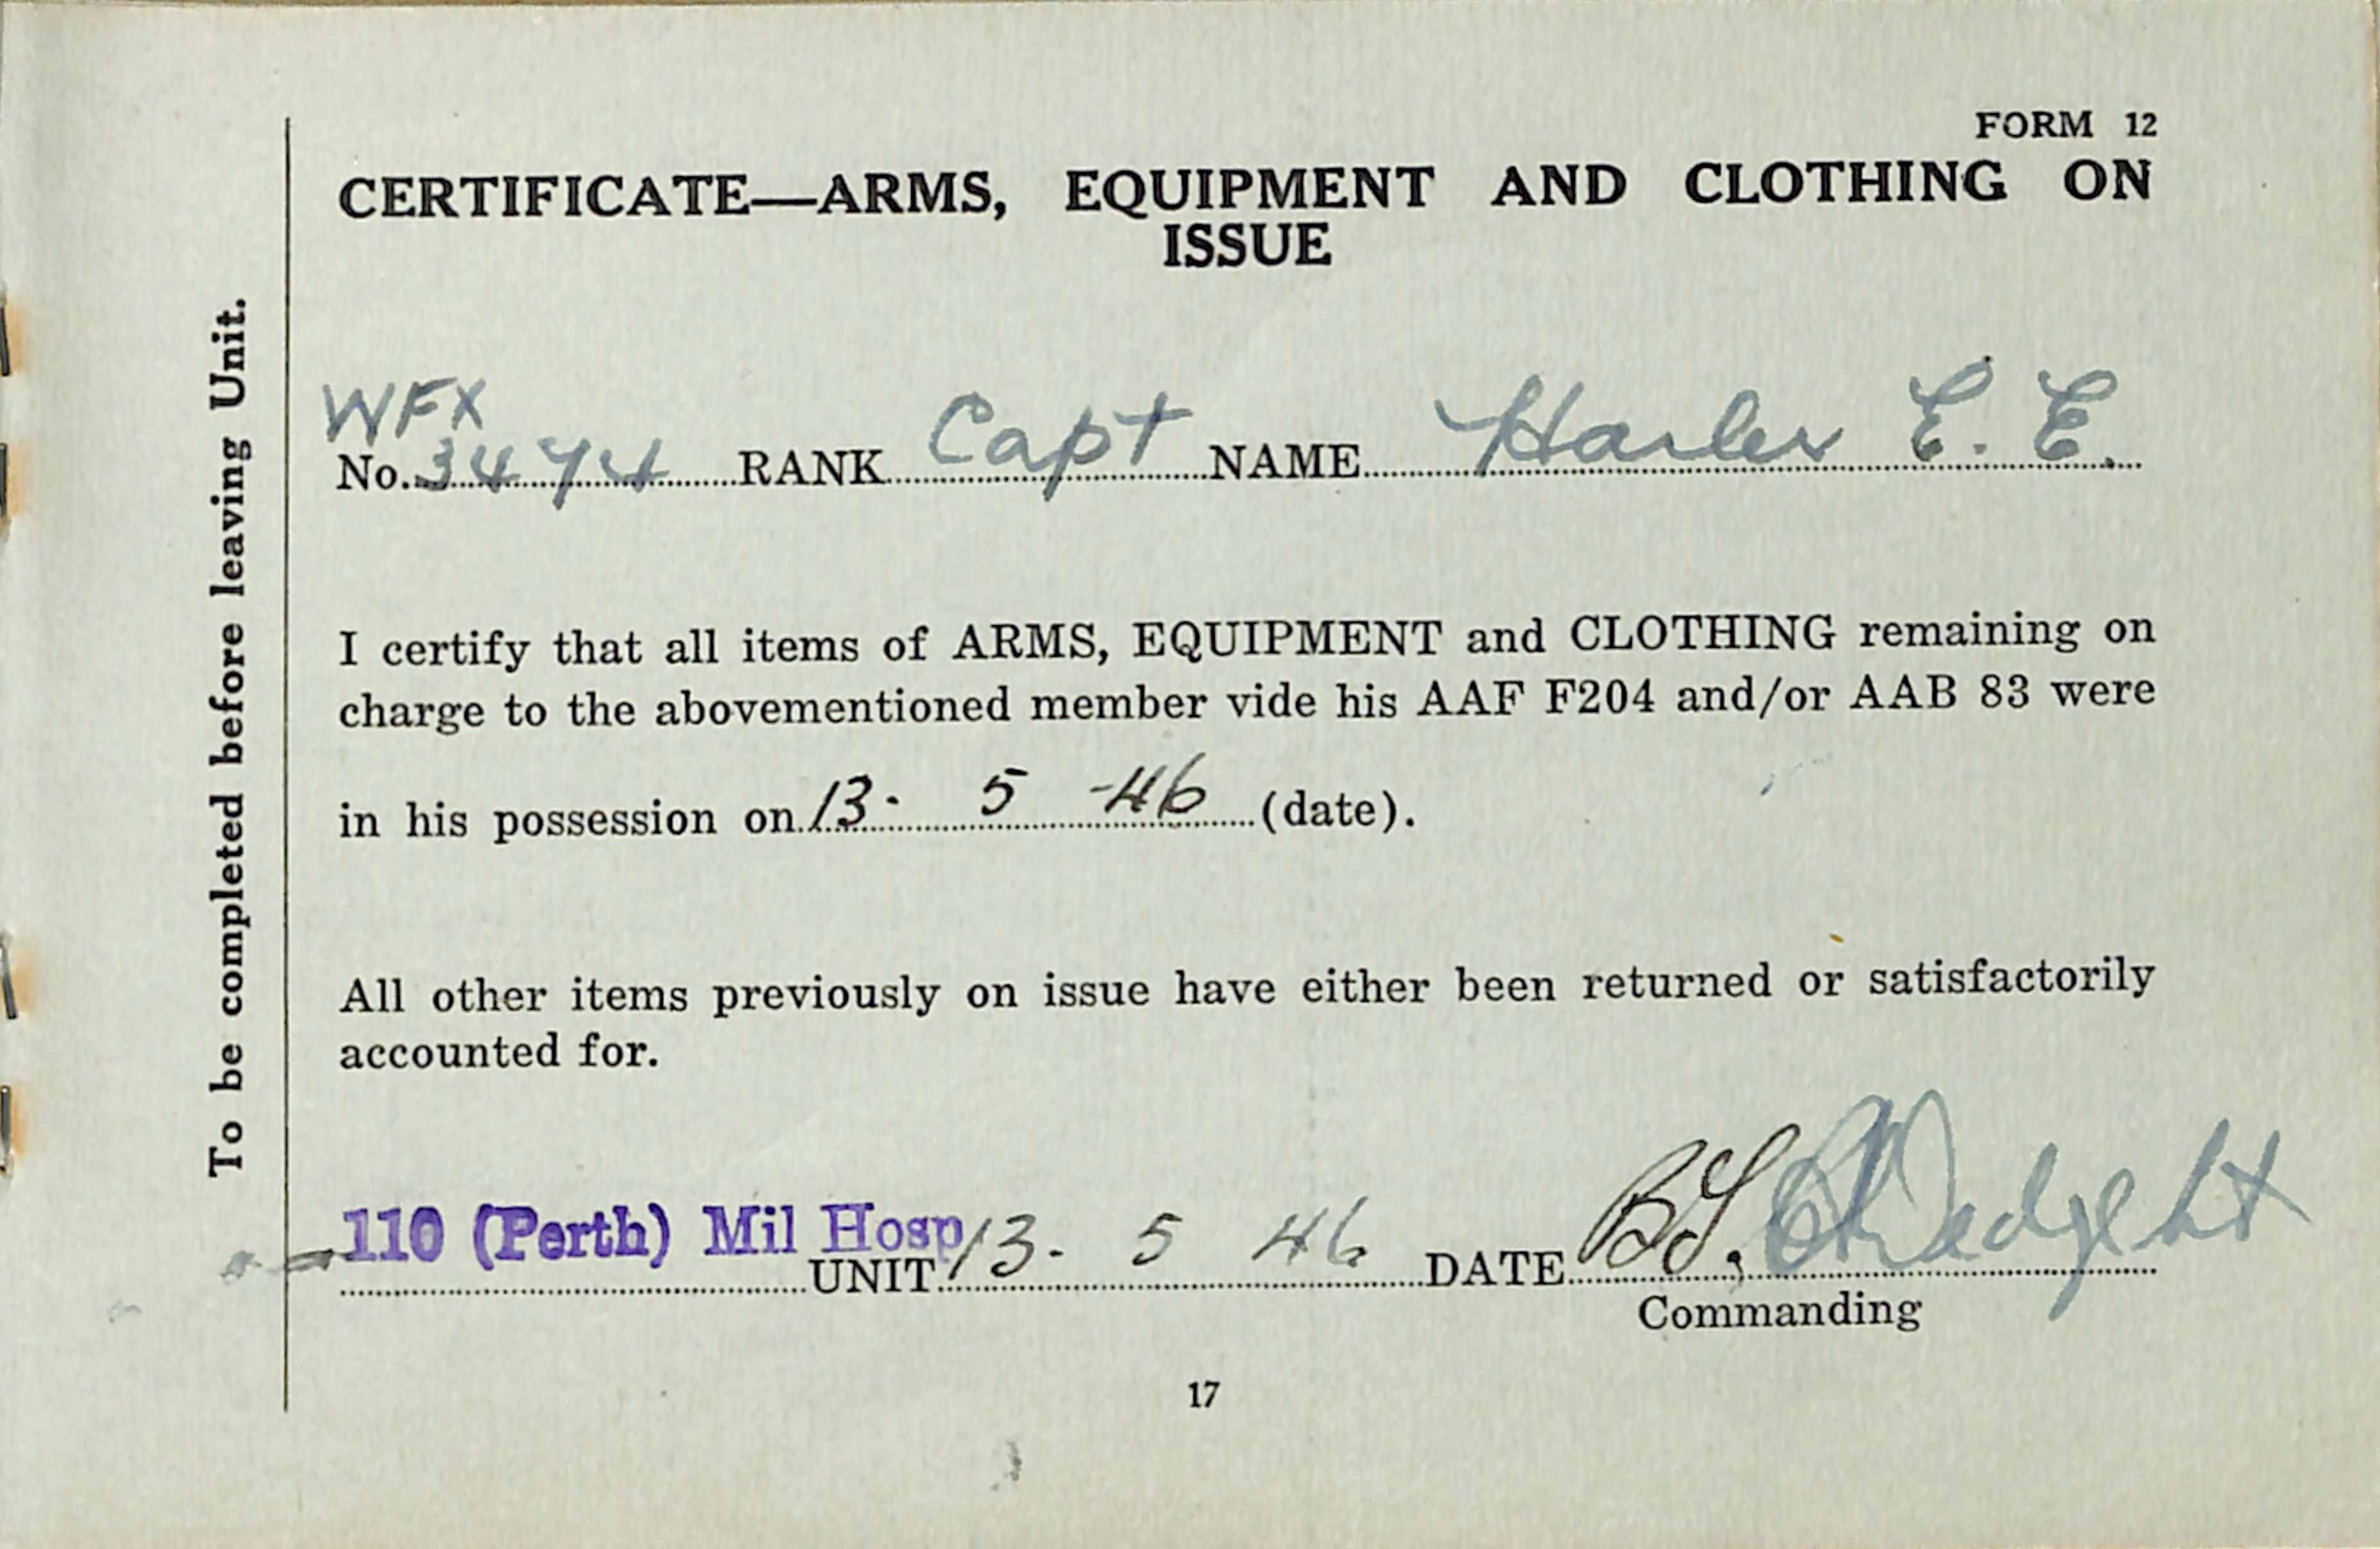 FORM 12
CERTIFICATE—ARMS, EQUIPMENT AND CLOTHING ON
ISSUE
To be completed before leaving Unit.
WFX
No. 3474 RANK Capt NAME Harler E. E.
I certify that all items of ARMS, EQUIPMENT and CLOTHING remaining on
charge to the abovementioned member vide his AAF F204 and/or AAB 83 were
in his possession on 13. 5 -46 (date).
All other items previously on issue have either been returned or satisfactorily
accounted for.
110 (Perth) Mil Hosp UNIT 13. 5 46 DATE
Commanding
17